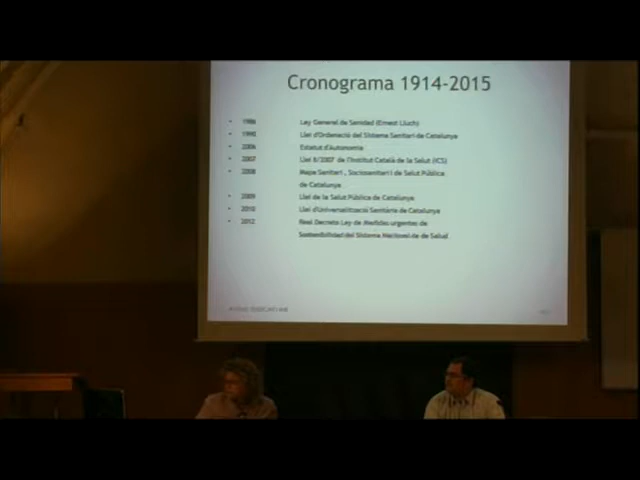 Cronograma 1914-2015
• 1986 Ley General de Sanidad (Ernest Lluch)
• 1990 Llei d'Ordenació del Sistema Sanitari de Catalunya
• 2006 Estatut d'Autonomia
• 2007 Llei 8/2007 de l'Institut Català de la Salut (ICS)
• 2008 Mapa Sanitari , Sociosanitari i de Salut Pública
de Catalunya
• 2009 Llei de la Salut Pública de Catalunya
• 2010 Llei d'Universalització Sanitària de Catalunya
• 2012 Real Decreto Ley de Medidas urgentes de
Sostenibilidad del Sistema Nacional de de Salud